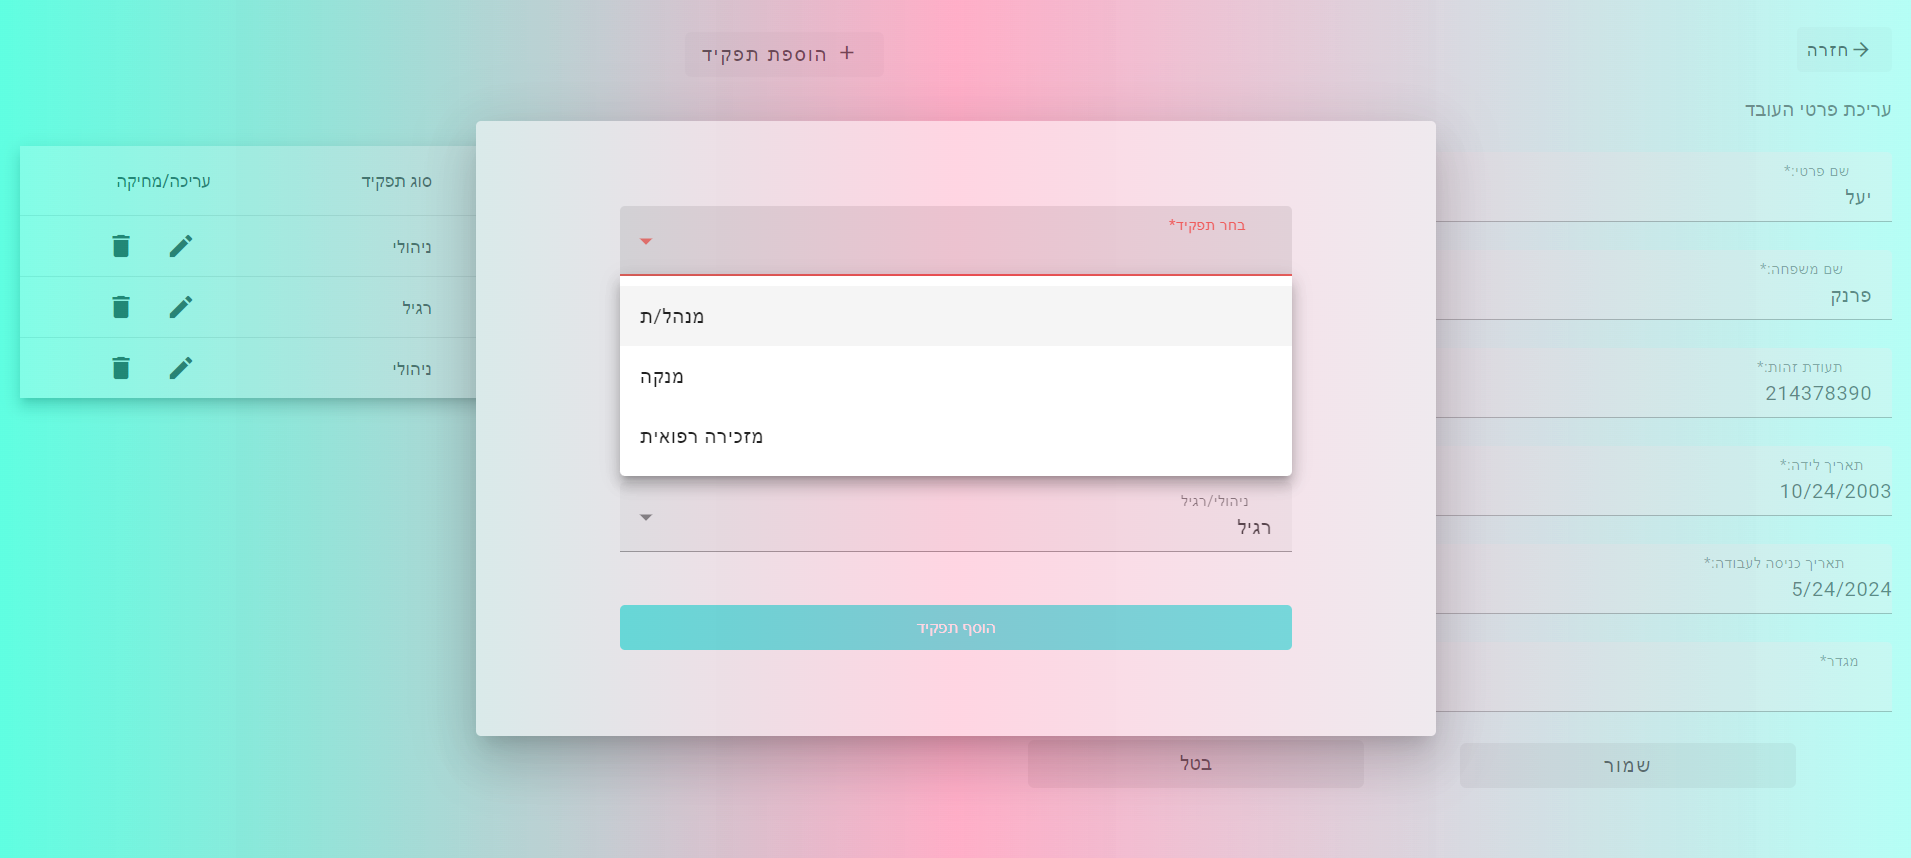 חזרה
+ הוספת תפקיד
עריכת פרטי העובד
שם פרטי:*
יעל
שם משפחה:*
פרנק
תעודת זהות:*
214378390
תאריך לידה:*
10/24/2003
תאריך כניסה לעבודה:*
5/24/2024
מגדר*
שמור
בטל
בחר תפקיד*
מנהל/ת
מנקה
מזכירה רפואית
ניהולי/רגיל
רגיל
הוסף תפקיד
סוג תפקיד עריכה/מחיקה
ניהולי
רגיל
ניהולי